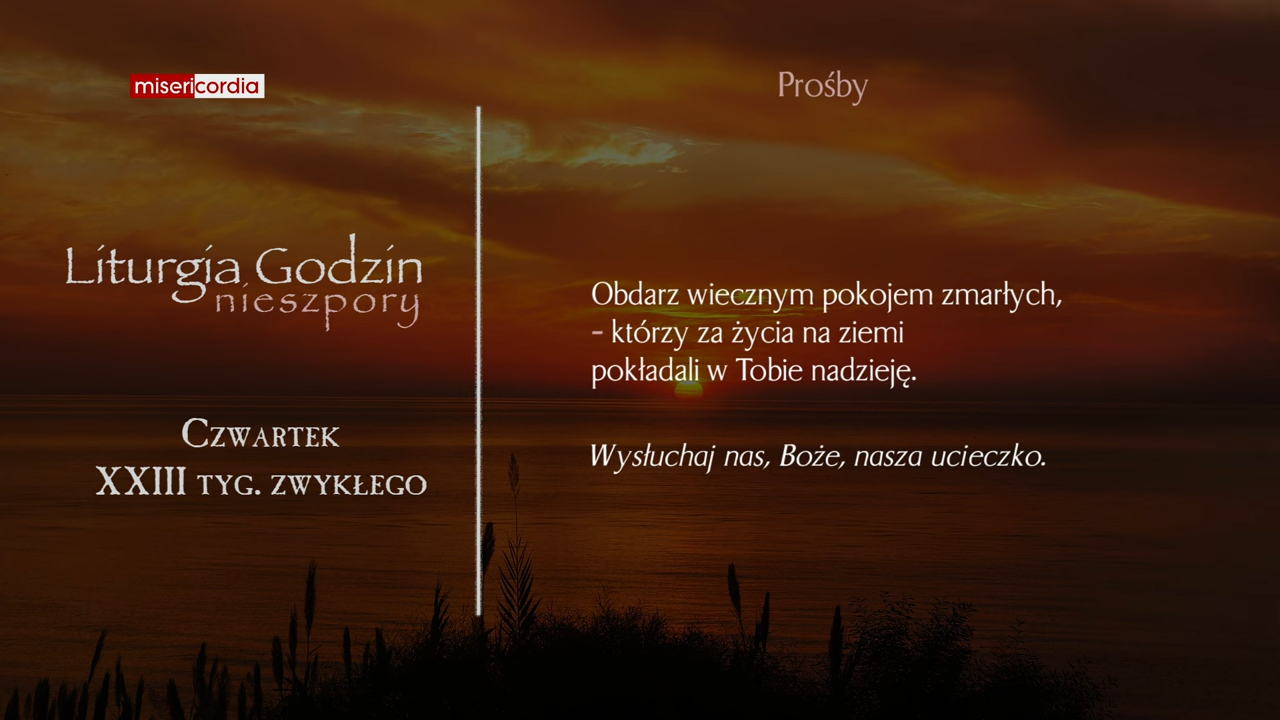 misericordia
Liturgia Godzin
nieszpory
Czwartek
XXIII tyg. zwykłego
Prośby
Obdarz wiecznym pokojem zmarłych,
- którzy za życia na ziemi
pokładali w Tobie nadzieję.
Wysłuchaj nas, Boże, nasza ucieczko.